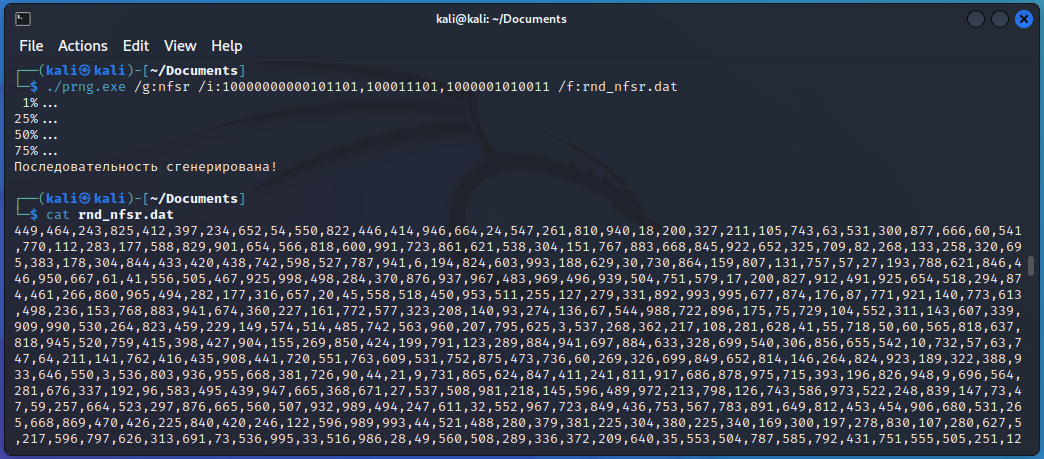 kali@kali: ~/Documents
File Actions Edit View Help
┌──(kali㉿kali)-[~/Documents]
└─$ ./prng.exe /g:nfsr /i:10000000000101101,100011101,1000001010011 /f:rnd_nfsr.dat
1%...
25%...
50%...
75%...
Последовательность сгенерирована!
┌──(kali㉿kali)-[~/Documents]
└─$ cat rnd_nfsr.dat
449,464,243,825,412,397,234,652,54,550,822,446,414,946,664,24,547,261,810,940,18,200,327,211,105,743,63,531,300,877,666,60,541
,770,112,283,177,588,829,901,654,566,818,600,991,723,861,621,538,304,151,767,883,668,845,922,652,325,709,82,268,133,258,320,69
5,383,178,304,844,433,420,438,742,598,527,787,941,6,194,824,603,993,188,629,30,730,864,159,807,131,757,57,27,193,788,621,846,4
46,950,667,61,41,556,505,467,925,998,498,284,370,876,937,967,483,969,496,939,504,751,579,17,200,827,912,491,925,654,518,294,87
4,461,266,860,965,494,282,177,316,657,20,45,558,518,450,953,511,255,127,279,331,892,993,995,677,874,176,87,771,921,140,773,613
,498,236,153,768,883,941,674,360,227,161,772,577,323,208,140,93,274,136,67,544,988,722,896,175,75,729,104,552,311,143,607,339,
909,990,530,264,823,459,229,149,574,514,485,742,563,960,207,795,625,3,537,268,362,217,108,281,628,41,55,718,50,60,565,818,637,
818,945,520,759,415,398,427,904,155,269,850,424,199,791,123,289,884,941,697,884,633,328,699,540,306,856,655,542,10,732,57,63,7
47,64,211,141,762,416,435,908,441,720,551,763,609,531,752,875,473,736,60,269,326,699,849,652,814,146,264,824,923,189,322,388,9
33,646,550,3,536,803,936,955,668,381,726,90,44,21,9,731,865,624,847,411,241,811,917,686,878,975,715,393,196,826,948,9,696,564,
281,676,337,192,96,583,495,439,947,665,368,671,27,537,508,981,218,145,596,489,972,213,798,126,743,586,973,522,248,839,147,73,4
7,59,257,664,523,297,876,665,560,507,932,989,494,247,611,32,552,967,723,849,436,753,567,783,891,649,812,453,454,906,680,531,26
5,668,869,470,426,225,840,420,246,122,596,989,993,44,521,488,280,379,381,225,304,380,225,340,169,300,197,278,830,107,280,627,5
,217,596,797,626,313,691,73,536,995,33,516,986,28,49,560,508,289,336,372,209,640,35,553,504,787,585,792,431,751,555,505,251,12